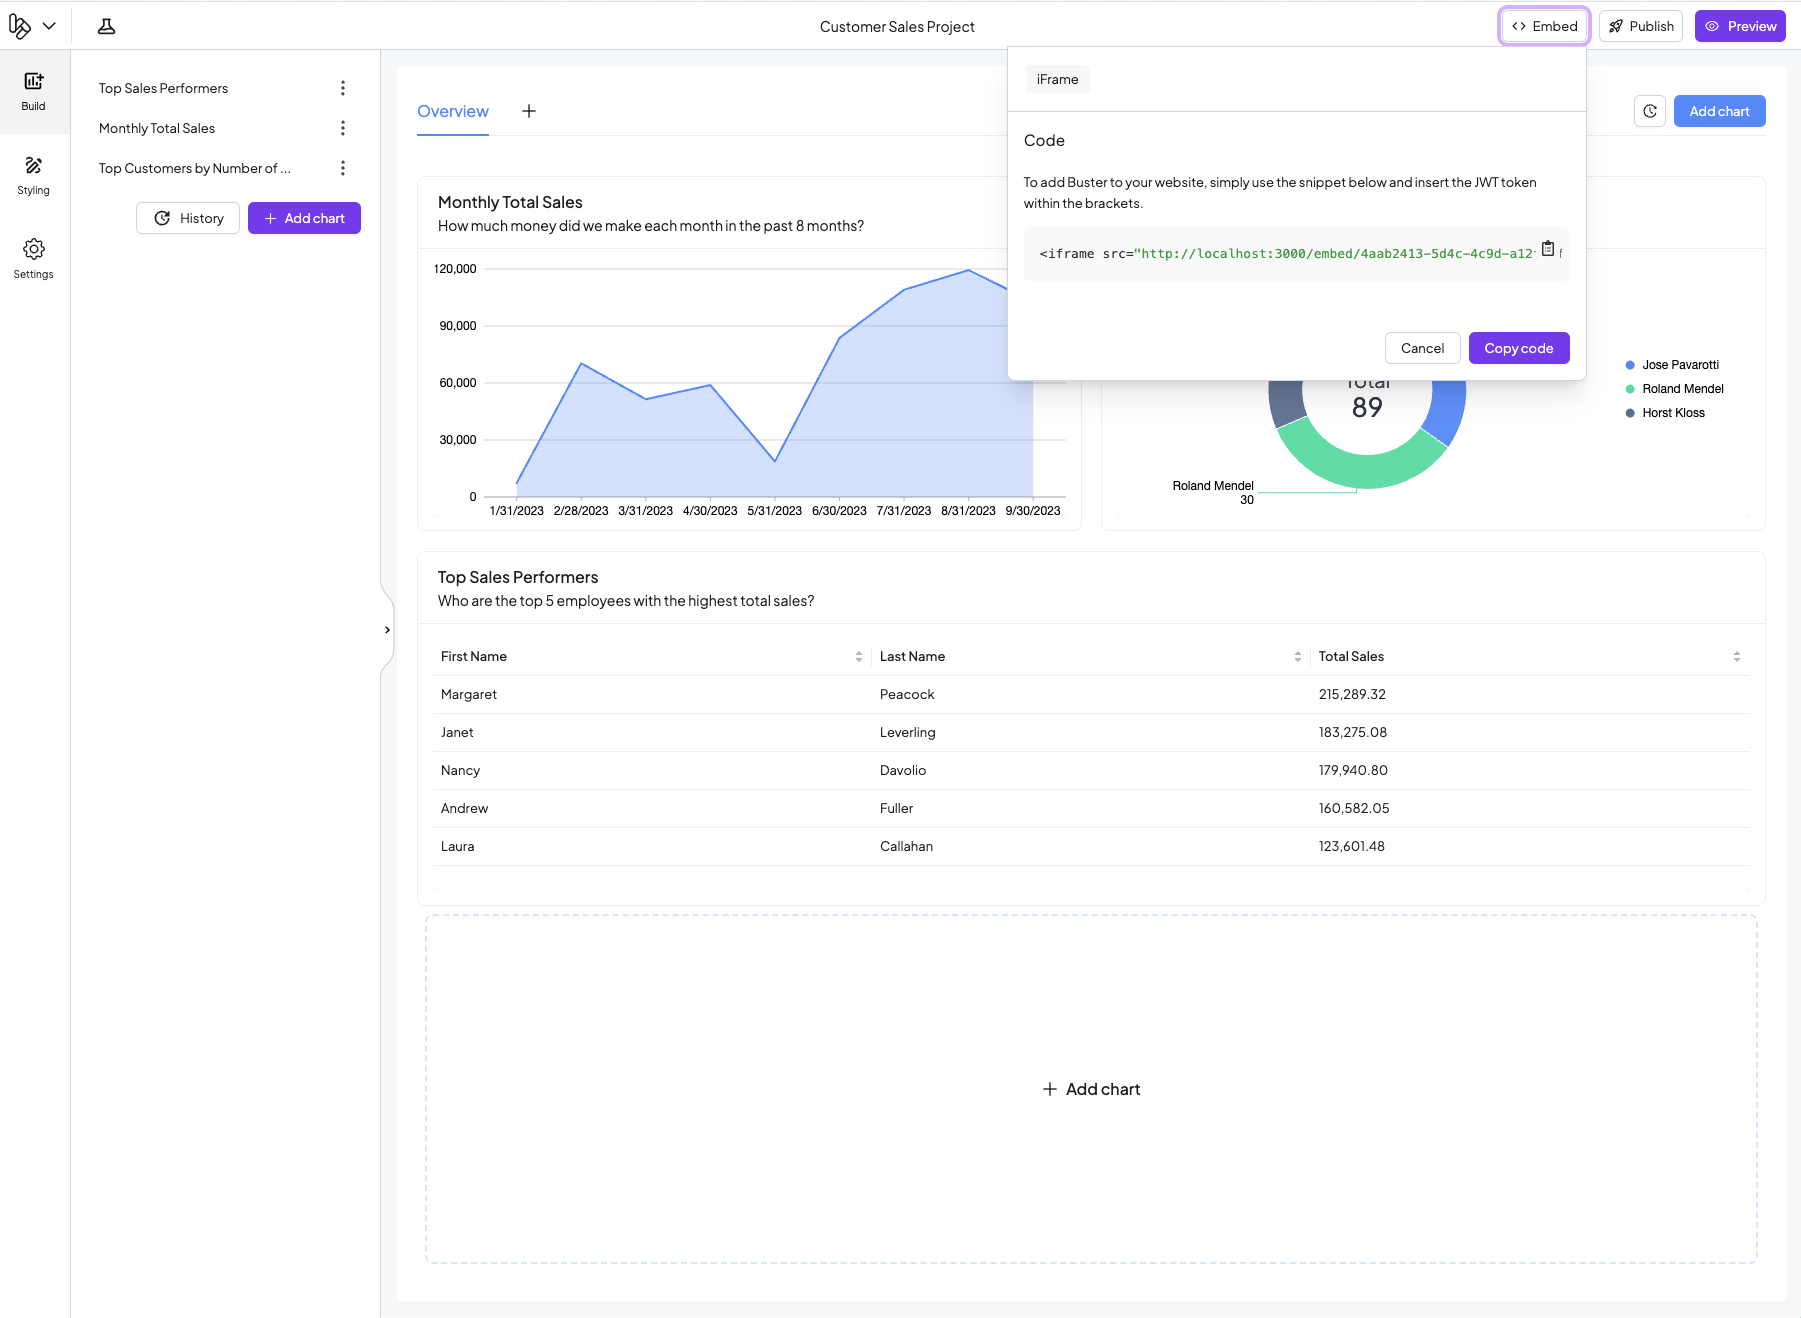 Customer Sales Project
Embed
Publish
Preview
Build
Styling
Settings
Top Sales Performers
Monthly Total Sales
Top Customers by Number of ...
History
Add chart
Overview
Add chart
iFrame
Code
To add Buster to your website, simply use the snippet below and insert the JWT token
within the brackets.
<iframe src="http://localhost:3000/embed/4aab2413-5d4c-4c9d-a12
Cancel
Copy code
Monthly Total Sales
How much money did we make each month in the past 8 months?
120,000
90,000
60,000
30,000
0
1/31/2023 2/28/2023 3/31/2023 4/30/2023 5/31/2023 6/30/2023 7/31/2023 8/31/2023 9/30/2023
Total
89
Roland Mendel
30
Jose Pavarotti
Roland Mendel
Horst Kloss
Top Sales Performers
Who are the top 5 employees with the highest total sales?
First Name Last Name Total Sales
Margaret Peacock 215,289.32
Janet Leverling 183,275.08
Nancy Davolio 179,940.80
Andrew Fuller 160,582.05
Laura Callahan 123,601.48
Add chart